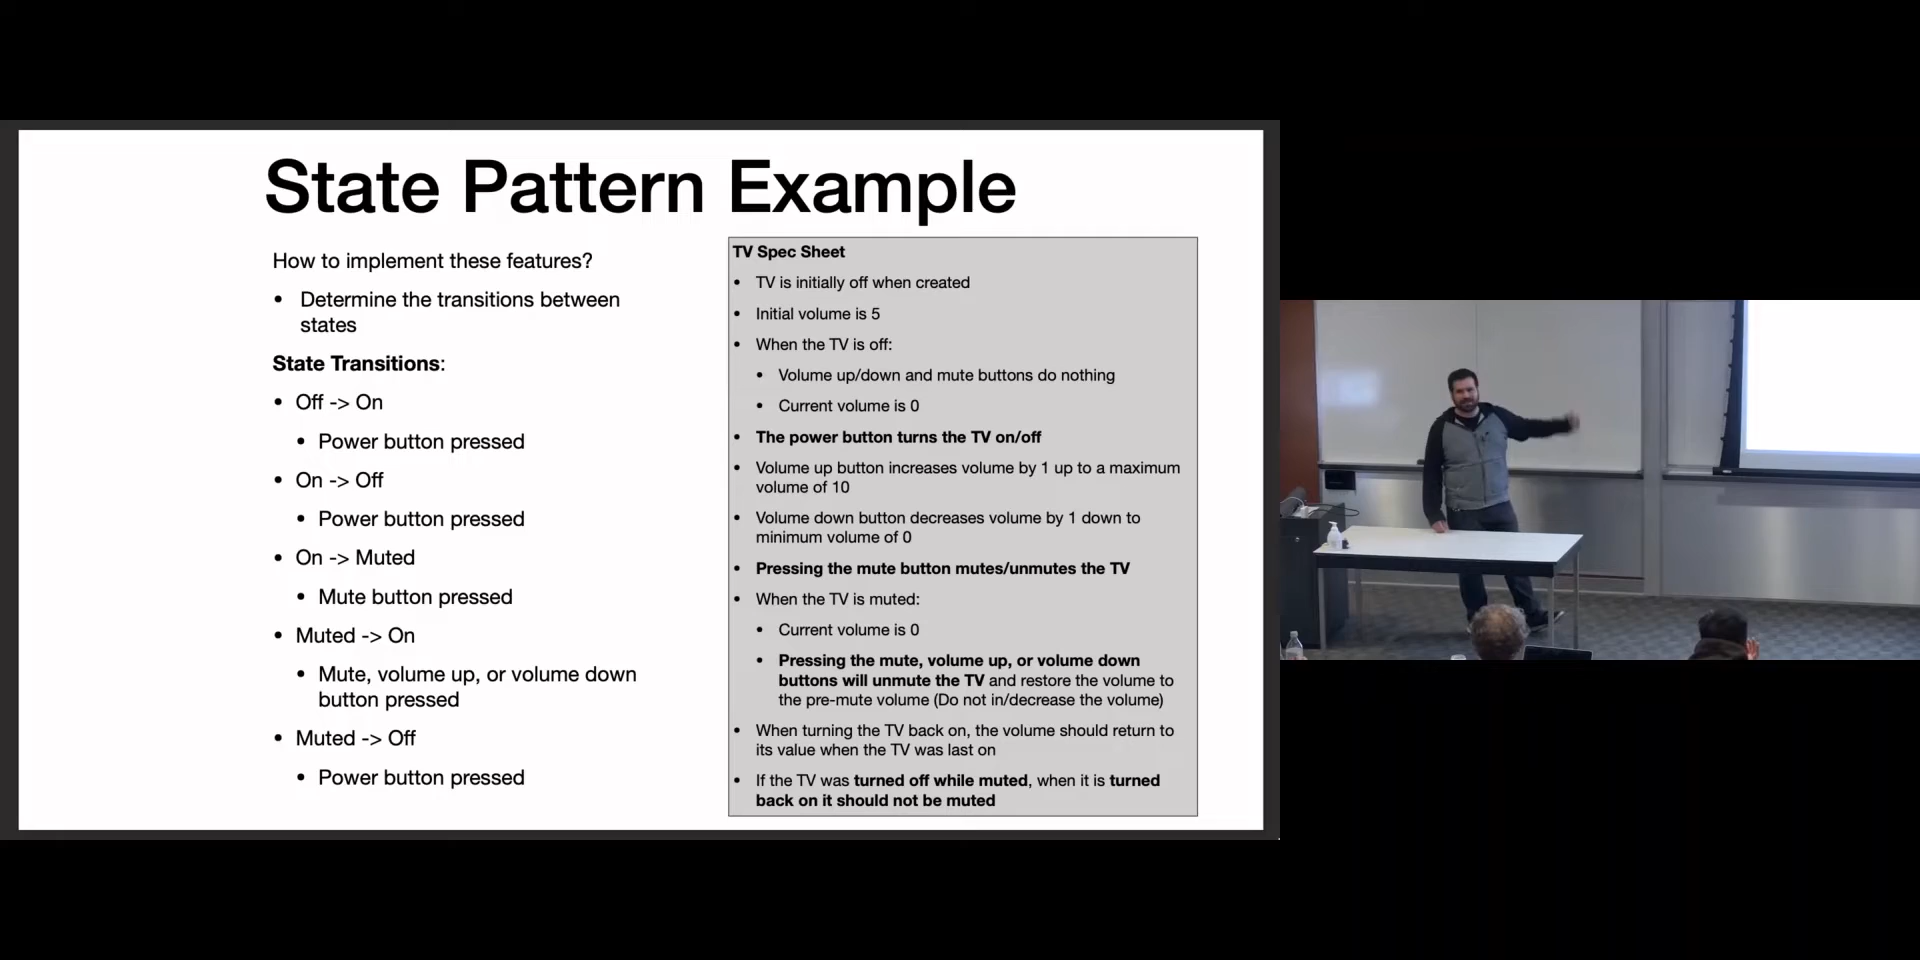 State Pattern Example
How to implement these features?
• Determine the transitions between
states
State Transitions:
• Off -> On
• Power button pressed
• On -> Off
• Power button pressed
• On -> Muted
• Mute button pressed
• Muted -> On
• Mute, volume up, or volume down
button pressed
• Muted -> Off
• Power button pressed
TV Spec Sheet
• TV is initially off when created
• Initial volume is 5
• When the TV is off:
• Volume up/down and mute buttons do nothing
• Current volume is 0
• The power button turns the TV on/off
• Volume up button increases volume by 1 up to a maximum
volume of 10
• Volume down button decreases volume by 1 down to
minimum volume of 0
• Pressing the mute button mutes/unmutes the TV
• When the TV is muted:
• Current volume is 0
• Pressing the mute, volume up, or volume down
buttons will unmute the TV and restore the volume to
the pre-mute volume (Do not in/decrease the volume)
• When turning the TV back on, the volume should return to
its value when the TV was last on
• If the TV was turned off while muted, when it is turned
back on it should not be muted